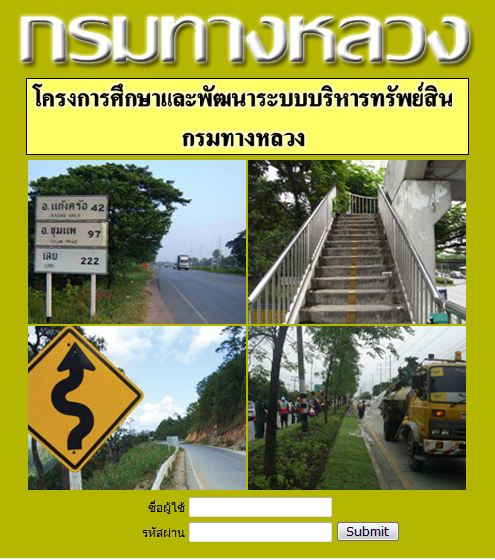 กรมทางหลวง
โครงการศึกษาและพัฒนาระบบบริหารทรัพย์สิน
กรมทางหลวง
อ.แก้งคร้อ 42
อ.ชุมแพ 97
เลย 222
ชื่อผู้ใช้
รหัสผ่าน
Submit